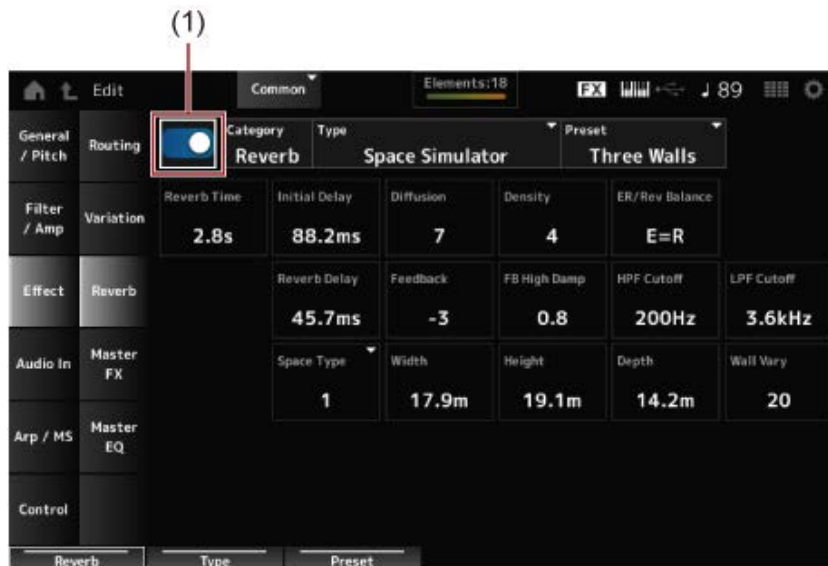 (1)
Edit
Common
Elements:18
FX
89
General / Pitch
Routing
Category
Reverb
Type
Space Simulator
Preset
Three Walls
Filter / Amp
Variation
Reverb Time
2.8s
Initial Delay
88.2ms
Diffusion
7
Density
4
ER/Rev Balance
E=R
Effect
Reverb
Reverb Delay
45.7ms
Feedback
-3
FB High Damp
0.8
HPF Cutoff
200Hz
LPF Cutoff
3.6kHz
Audio In
Master FX
Space Type
1
Width
17.9m
Height
19.1m
Depth
14.2m
Wall Vary
20
Arp / MS
Master EQ
Control
Reverb
Type
Preset